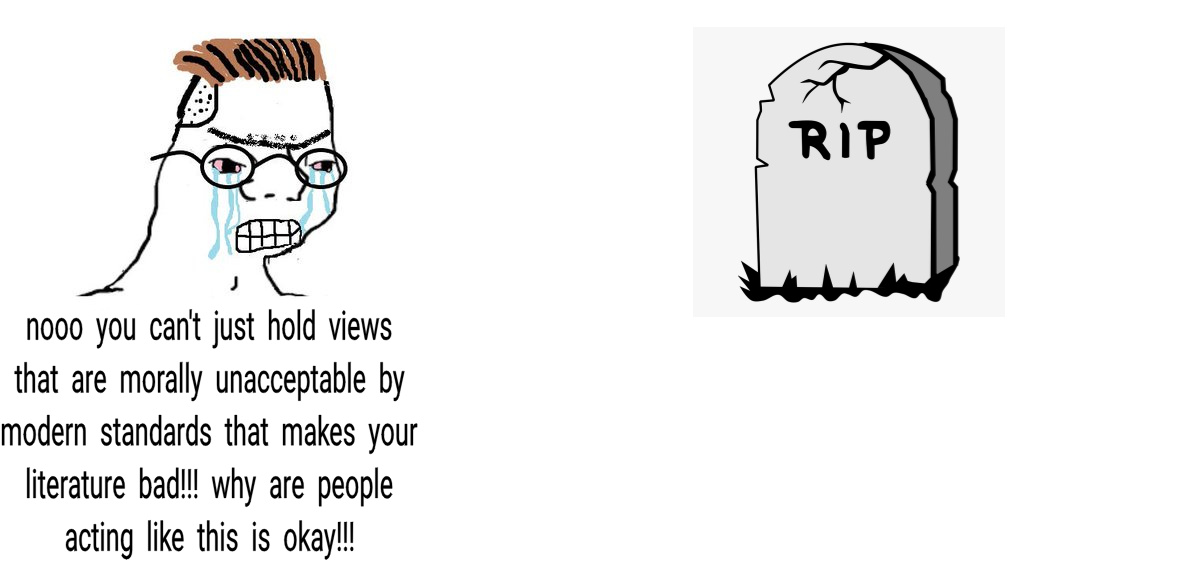 RIP
nooo you can't just hold views
that are morally unacceptable by
modern standards that makes your
literature bad!!! why are people
acting like this is okay!!!